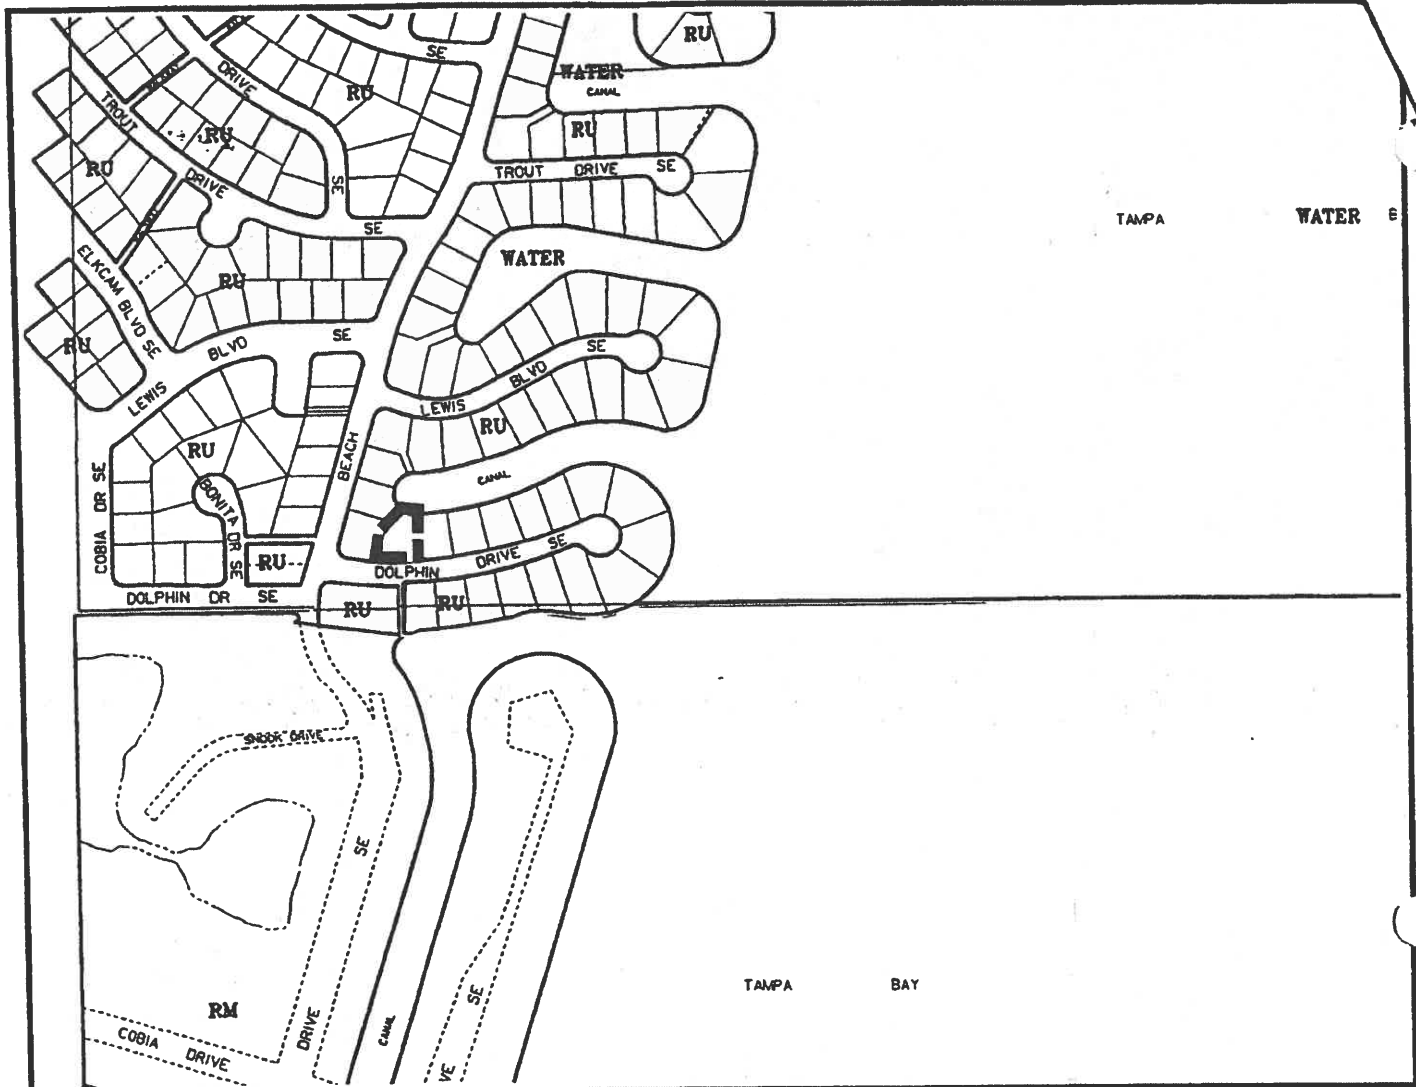 RU
SE
WATER
CANAL
DRIVE
RU
TROUT
RU
RU
RU
TROUT DRIVE SE
DRIVE
SE
SE
TAMPA
WATER
WATER
ELKCAM BLVD SE
RU
RU
LEWIS BLVD SE
LEWIS BLVD SE
RU
RU
BEACH
CANAL
COBIA DR SE
BONITA DR SE
RU
DOLPHIN DRIVE SE
DOLPHIN DR SE
RU
RU
SNOOK DRIVE
SE
DRIVE
RM
COBIA DRIVE
CANAL
SE
VE
TAMPA BAY